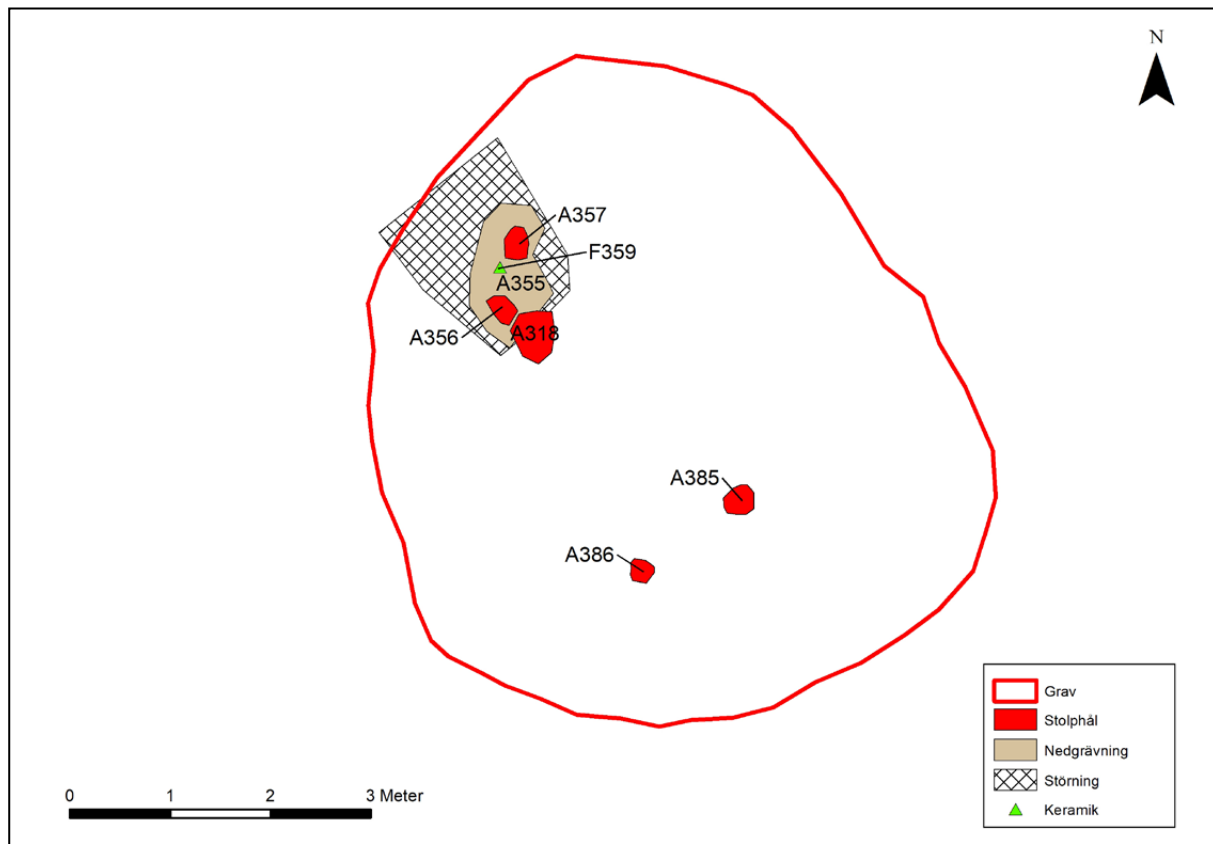 N
A357
F359
A355
A356
A318
A385
A386
Grav
Stolphål
Nedgrävning
Störning
Keramik
0 1 2 3 Meter